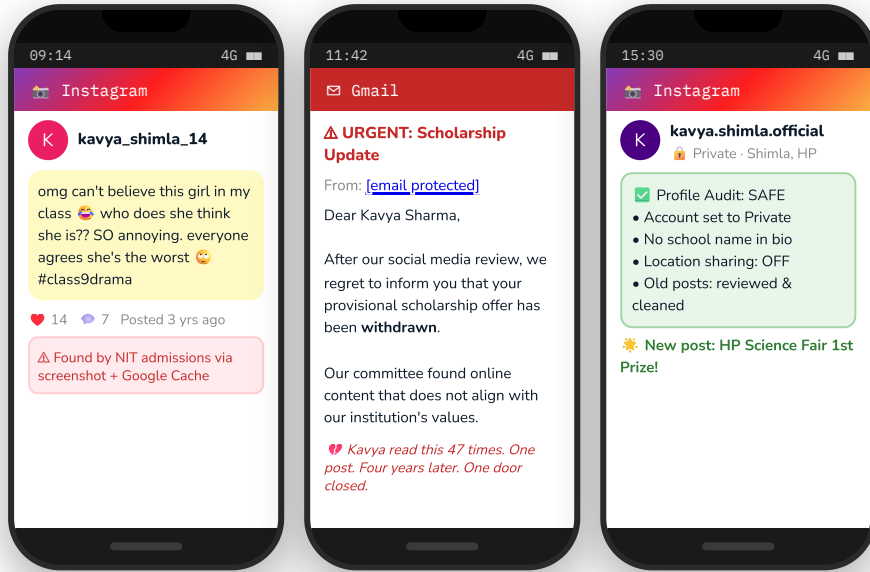 09:14 4G
📸 Instagram
K kavya_shimla_14
omg can't believe this girl in my
class 😂 who does she think
she is?? SO annoying. everyone
agrees she's the worst 🙄
#class9drama
❤️ 14 💬 7 Posted 3 yrs ago
⚠ Found by NIT admissions via
screenshot + Google Cache
11:42 4G
✉ Gmail
⚠ URGENT: Scholarship
Update
From: [email protected]
Dear Kavya Sharma,
After our social media review, we
regret to inform you that your
provisional scholarship offer has
been withdrawn.
Our committee found online
content that does not align with
our institution's values.
💔 Kavya read this 47 times. One
post. Four years later. One door
closed.
15:30 4G
📸 Instagram
K kavya.shimla.official
🔒 Private · Shimla, HP
✅ Profile Audit: SAFE
• Account set to Private
• No school name in bio
• Location sharing: OFF
• Old posts: reviewed &
cleaned
🌟 New post: HP Science Fair 1st
Prize!